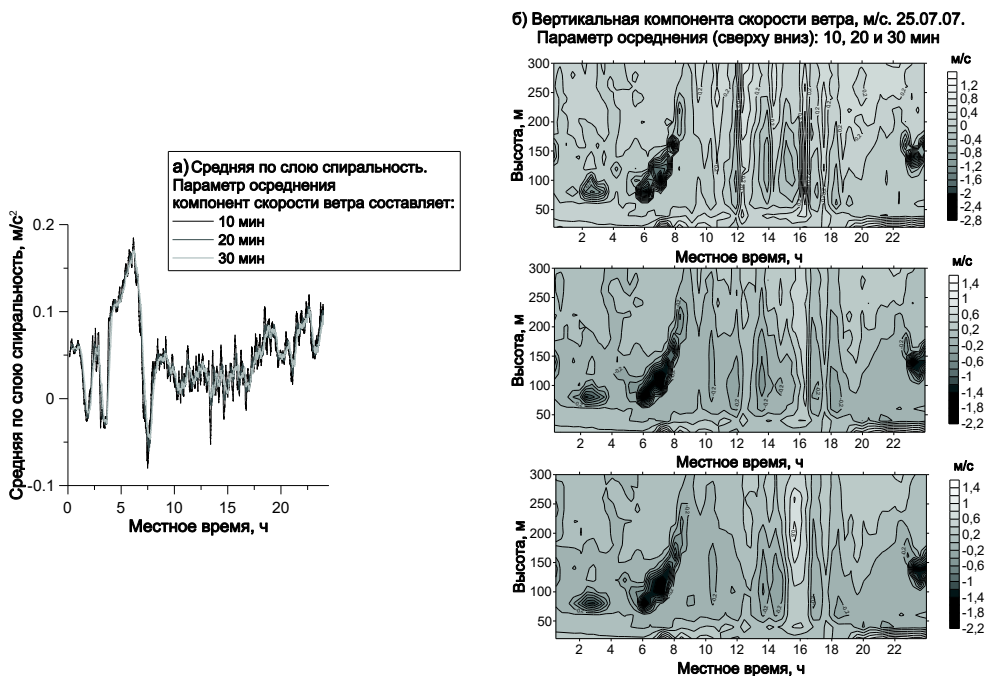 б) Вертикальная компонента скорости ветра, м/с. 25.07.07.
Параметр осреднения (сверху вниз): 10, 20 и 30 мин
а) Средняя по слою спиральность.
Параметр осреднения
компонент скорости ветра составляет:
10 мин
20 мин
30 мин
Средняя по слою спиральность, м/с²
0.2
0.1
0
-0.1
0 5 10 15 20
Местное время, ч
м/с
Высота, м
300
250
200
150
100
50
2 4 6 8 10 12 14 16 18 20 22
Местное время, ч
1,2
0,8
0,4
0
-0,4
-0,8
-1,2
-1,6
-2
-2,4
-2,8
м/с
Высота, м
300
250
200
150
100
50
2 4 6 8 10 12 14 16 18 20 22
Местное время, ч
1,4
1
0,6
0,2
-0,2
-0,6
-1
-1,4
-1,8
-2,2
м/с
Высота, м
300
250
200
150
100
50
2 4 6 8 10 12 14 16 18 20 22
Местное время, ч
1,4
1
0,6
0,2
-0,2
-0,6
-1
-1,4
-1,8
-2,2